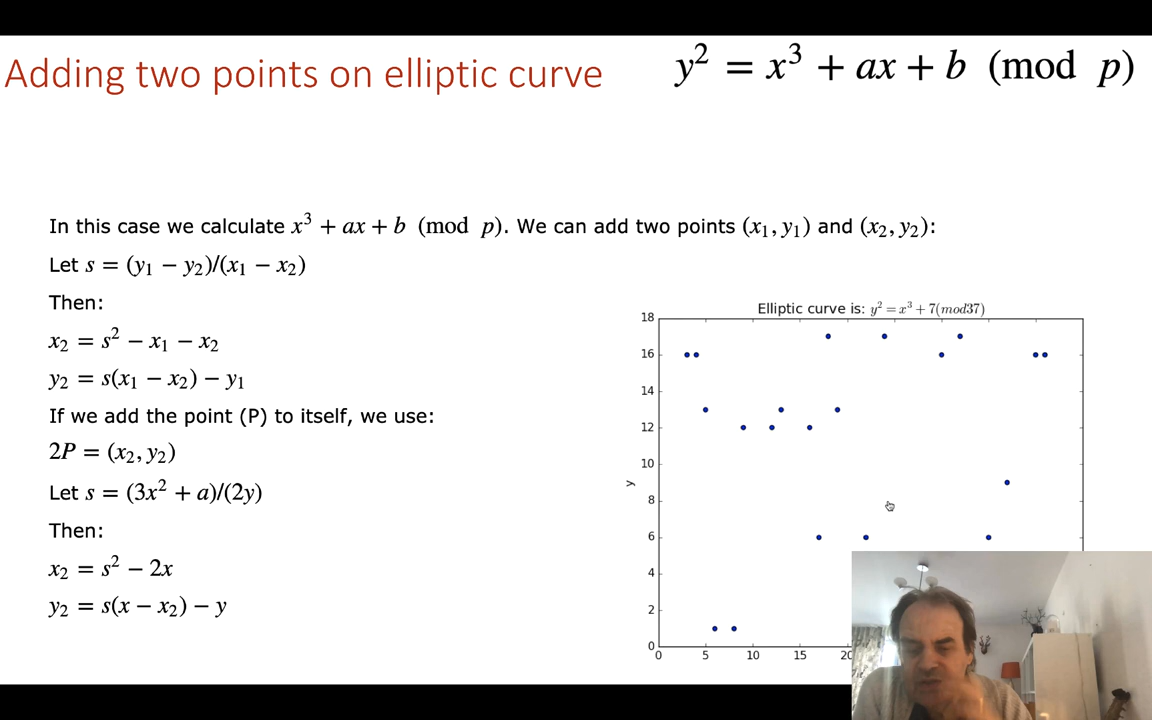 Adding two points on elliptic curve
y² = x³ + ax + b (mod p)
In this case we calculate x³ + ax + b (mod p). We can add two points (x₁, y₁) and (x₂, y₂):
Let s = (y₁ − y₂)/(x₁ − x₂)
Then:
x₂ = s² − x₁ − x₂
y₂ = s(x₁ − x₂) − y₁
If we add the point (P) to itself, we use:
2P = (x₂, y₂)
Let s = (3x² + a)/(2y)
Then:
x₂ = s² − 2x
y₂ = s(x − x₂) − y
Elliptic curve is: y² = x³ + 7(mod37)
18
16
14
12
10
8
6
4
2
0
y
0 5 10 15 20